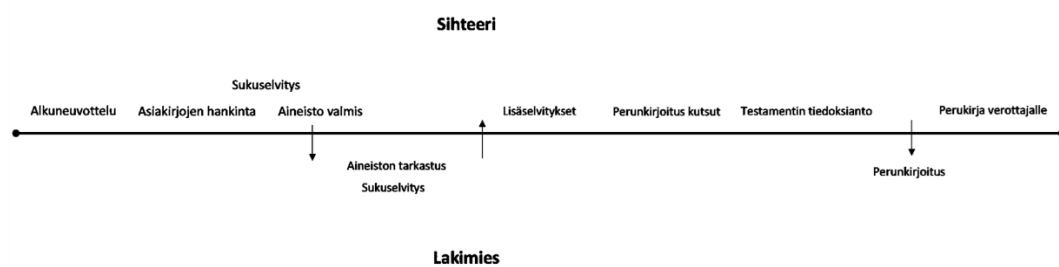 Sihteeri
Sukuselvitys
Alkuneuvottelu Asiakirjojen hankinta Aineisto valmis Lisäselvitykset Perunkirjoitus kutsut Testamentin tiedoksianto Perukirja verottajalle
Aineiston tarkastus
Perunkirjoitus
Sukuselvitys
Lakimies